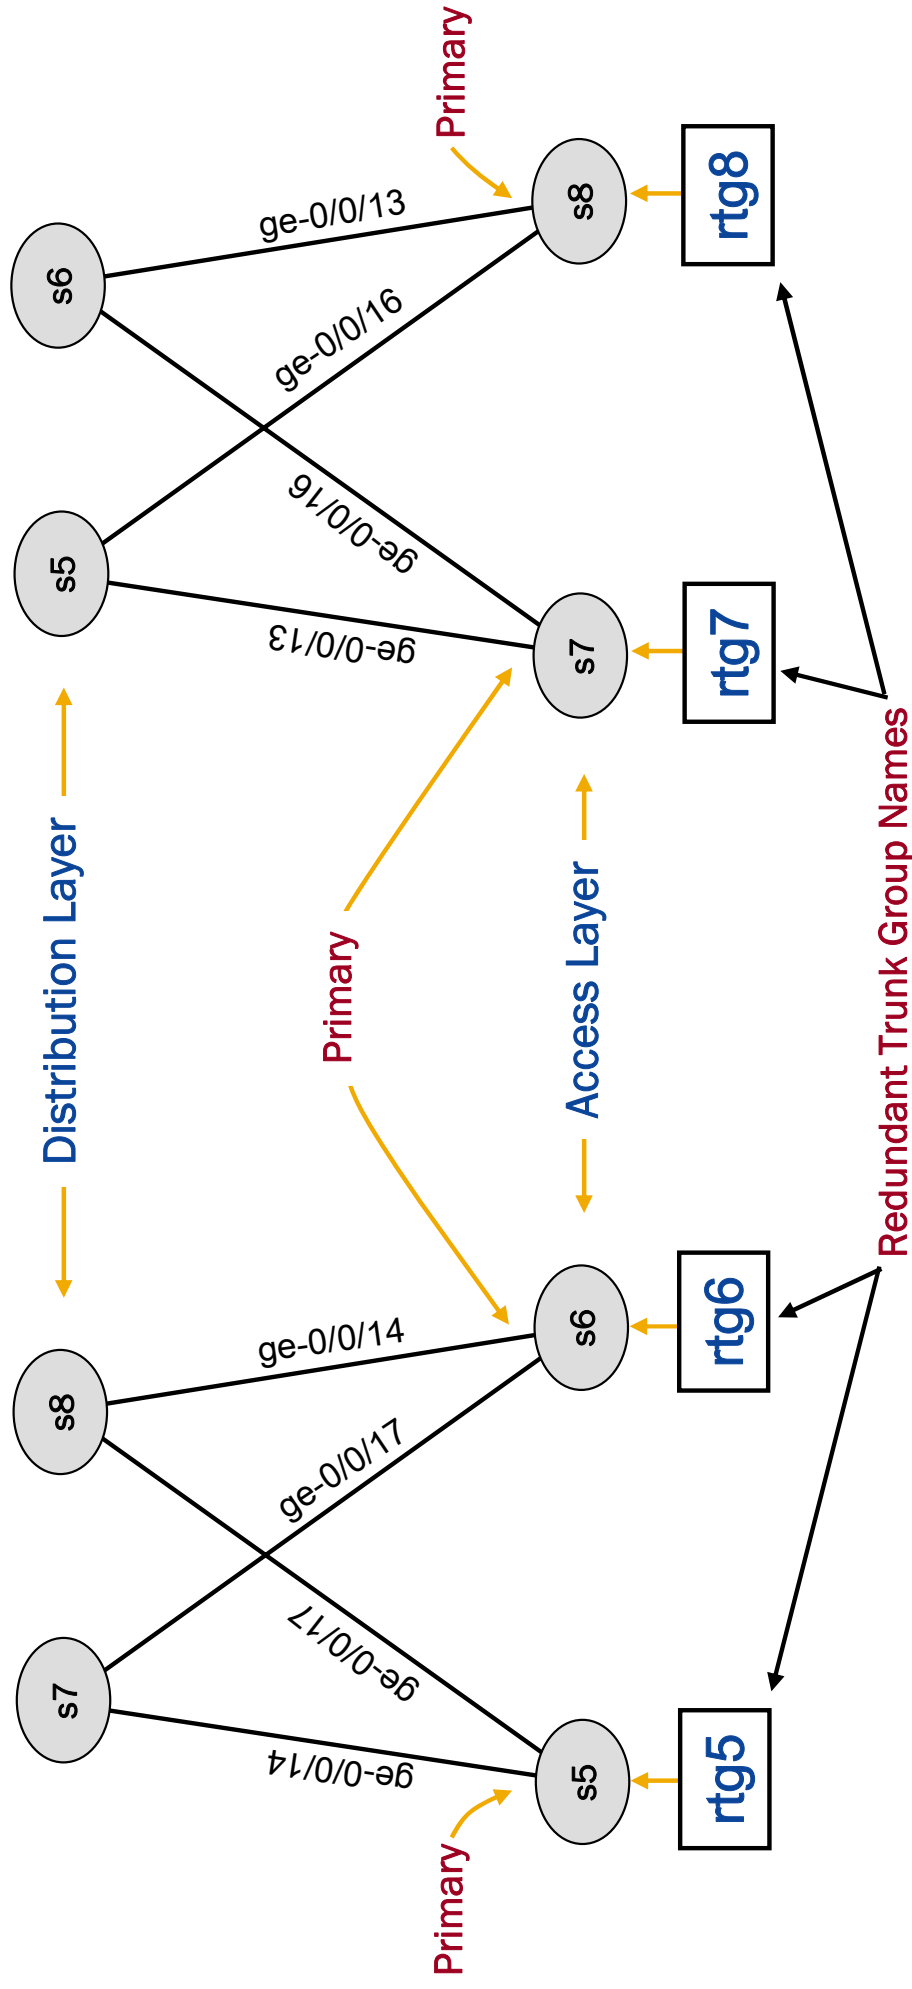 s7
s8
Distribution Layer
s5
s6
ge-0/0/14
ge-0/0/17
ge-0/0/17
ge-0/0/14
Primary
ge-0/0/13
ge-0/0/16
ge-0/0/16
ge-0/0/13
Primary
Primary
s5
s6
Access Layer
s7
s8
rtg5
rtg6
rtg7
rtg8
Redundant Trunk Group Names